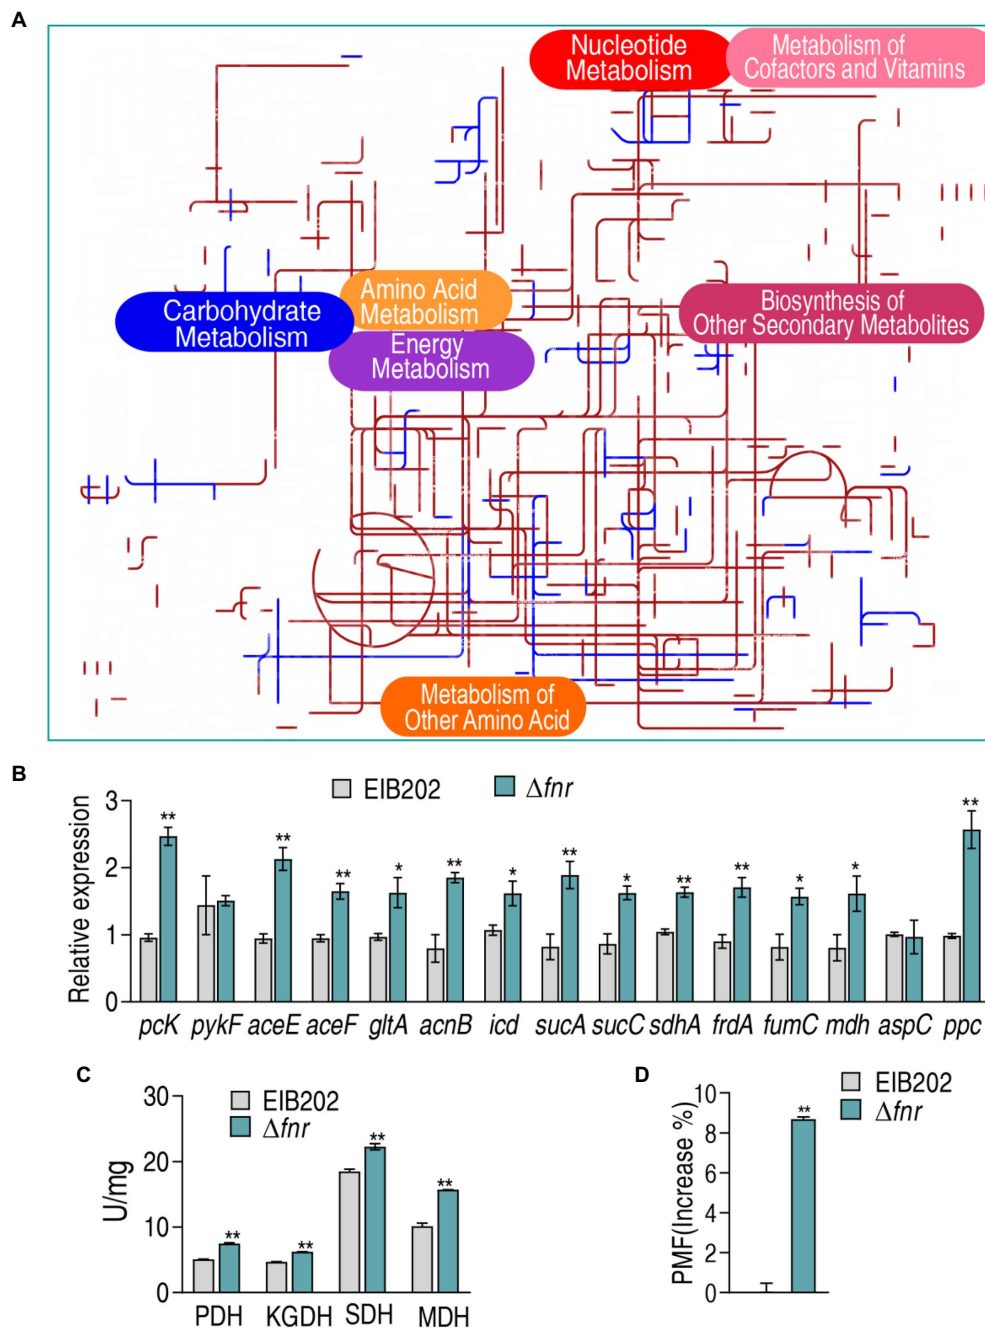 A
Nucleotide
Metabolism
Metabolism of
Cofactors and Vitamins
Amino Acid
Metabolism
Carbohydrate
Metabolism
Biosynthesis of
Other Secondary Metabolites
Energy
Metabolism
Metabolism of
Other Amino Acid
B
EIB202
Δfnr
Relative expression
3
2
1
0
** ** ** * ** * ** * ** ** * * **
pcK pykF aceE aceF gltA acnB icd sucA sucC sdhA frdA fumC mdh aspC ppc
C
EIB202
Δfnr
U/mg
30
20
10
0
** ** ** **
PDH KGDH SDH MDH
D
EIB202
Δfnr
PMF(Increase %)
10
8
6
4
2
0
**